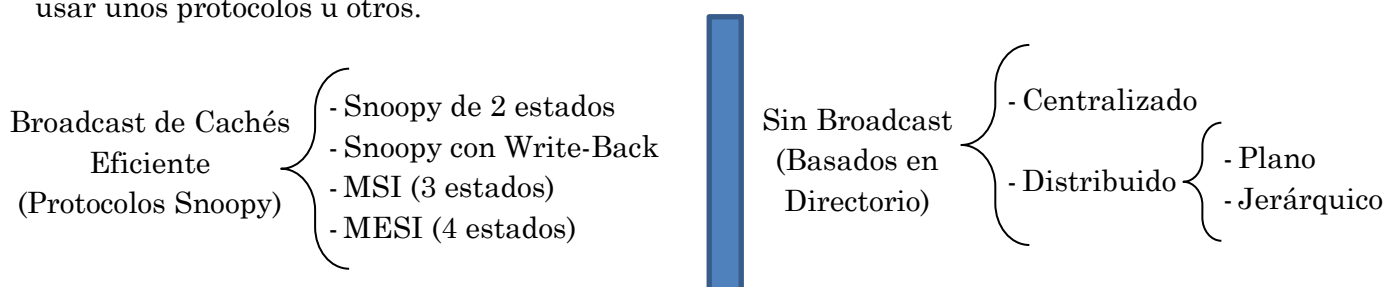 usar unos protocolos u otros.
Broadcast de Cachés
Eficiente
(Protocolos Snoopy)
- Snoopy de 2 estados
- Snoopy con Write-Back
- MSI (3 estados)
- MESI (4 estados)
Sin Broadcast
(Basados en
Directorio)
- Centralizado
- Distribuido
- Plano
- Jerárquico